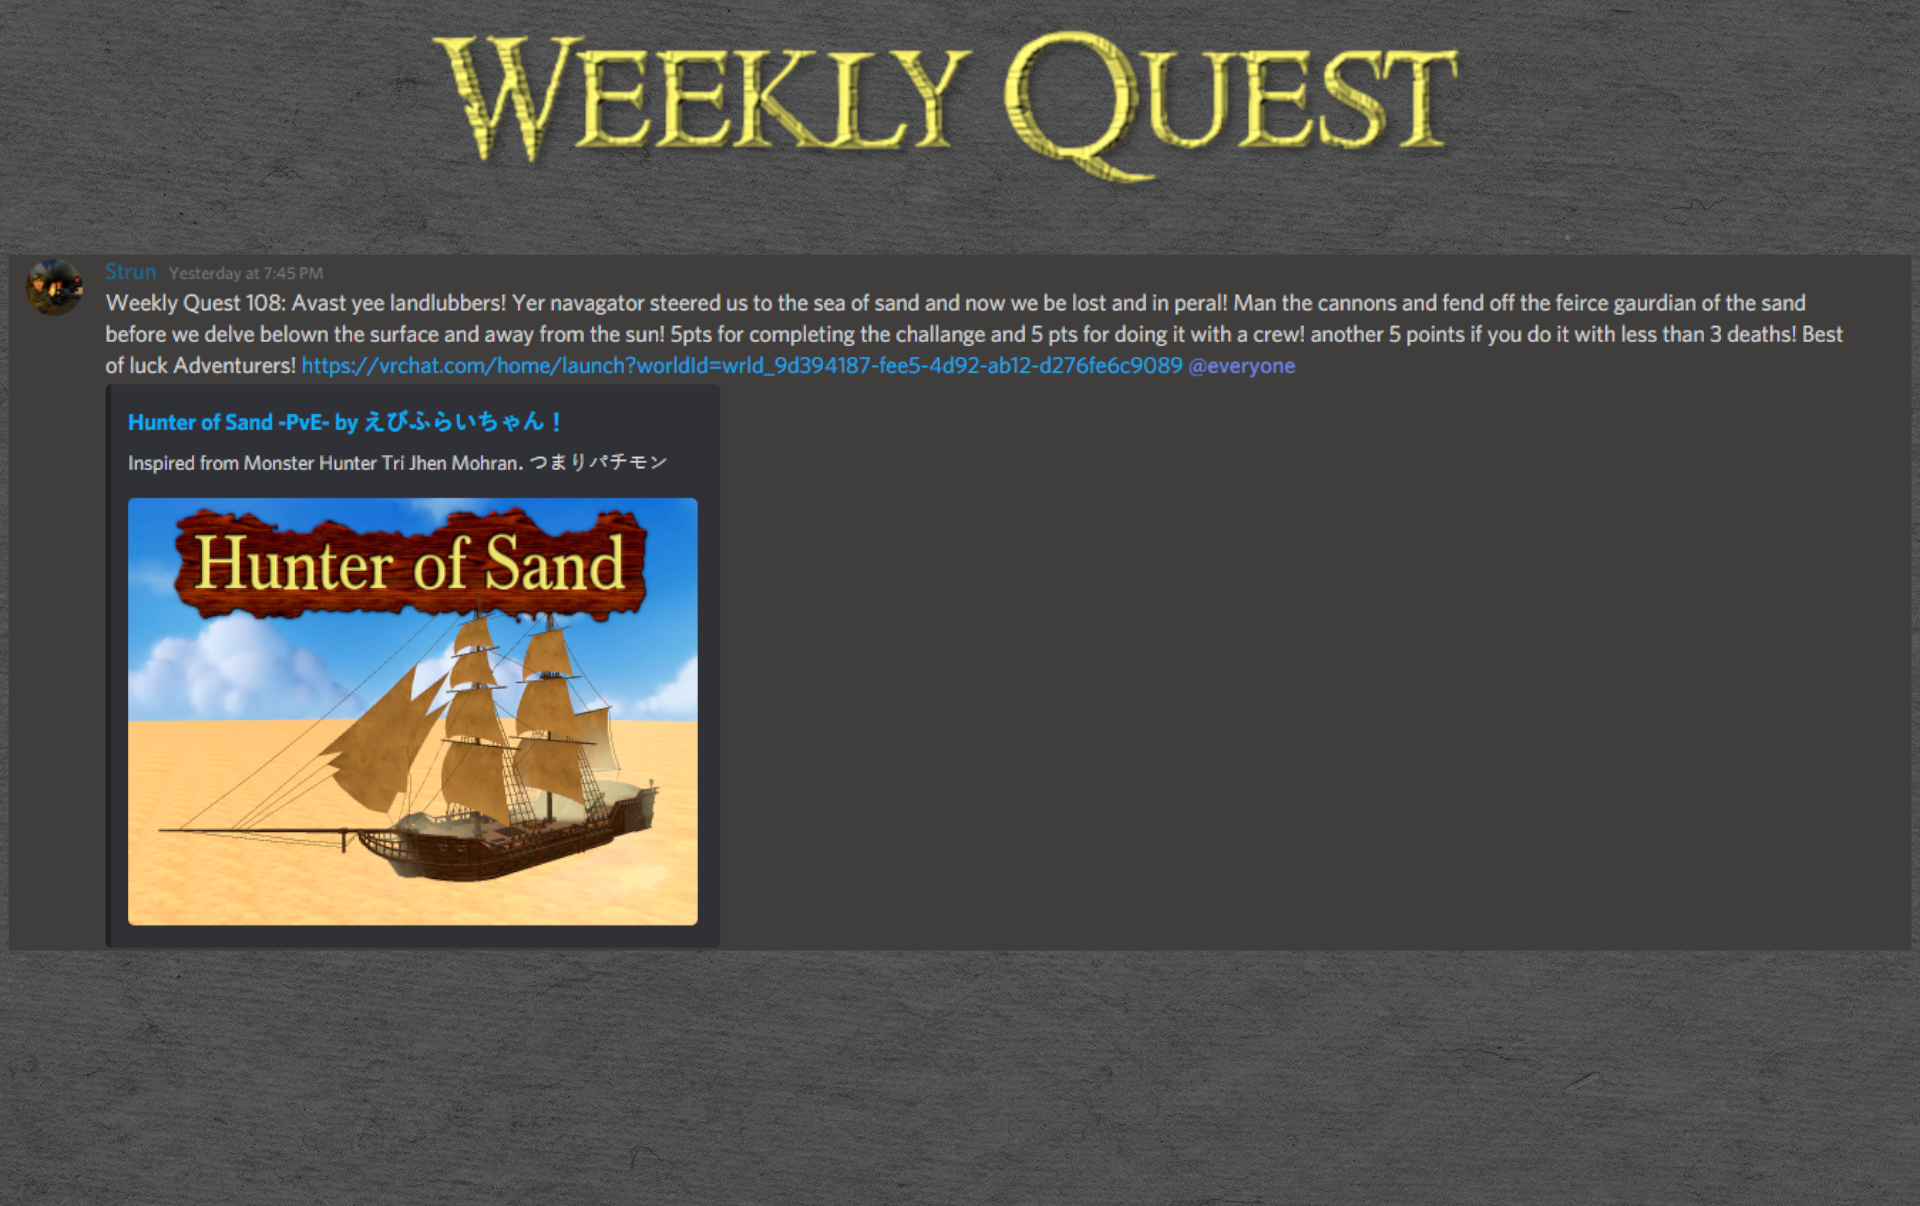 WEEKLY QUEST
Strun Yesterday at 7:45 PM
Weekly Quest 108: Avast yee landlubbers! Yer navagator steered us to the sea of sand and now we be lost and in peral! Man the cannons and fend off the feirce gaurdian of the sand
before we delve belown the surface and away from the sun! 5pts for completing the challange and 5 pts for doing it with a crew! another 5 points if you do it with less than 3 deaths! Best
of luck Adventurers! https://vrchat.com/home/launch?worldId=wrld_9d394187-fee5-4d92-ab12-d276fe6c9089 @everyone
Hunter of Sand -PvE- by えびふらいちゃん！
Inspired from Monster Hunter Tri Jhen Mohran. つまりパチモン
Hunter of Sand